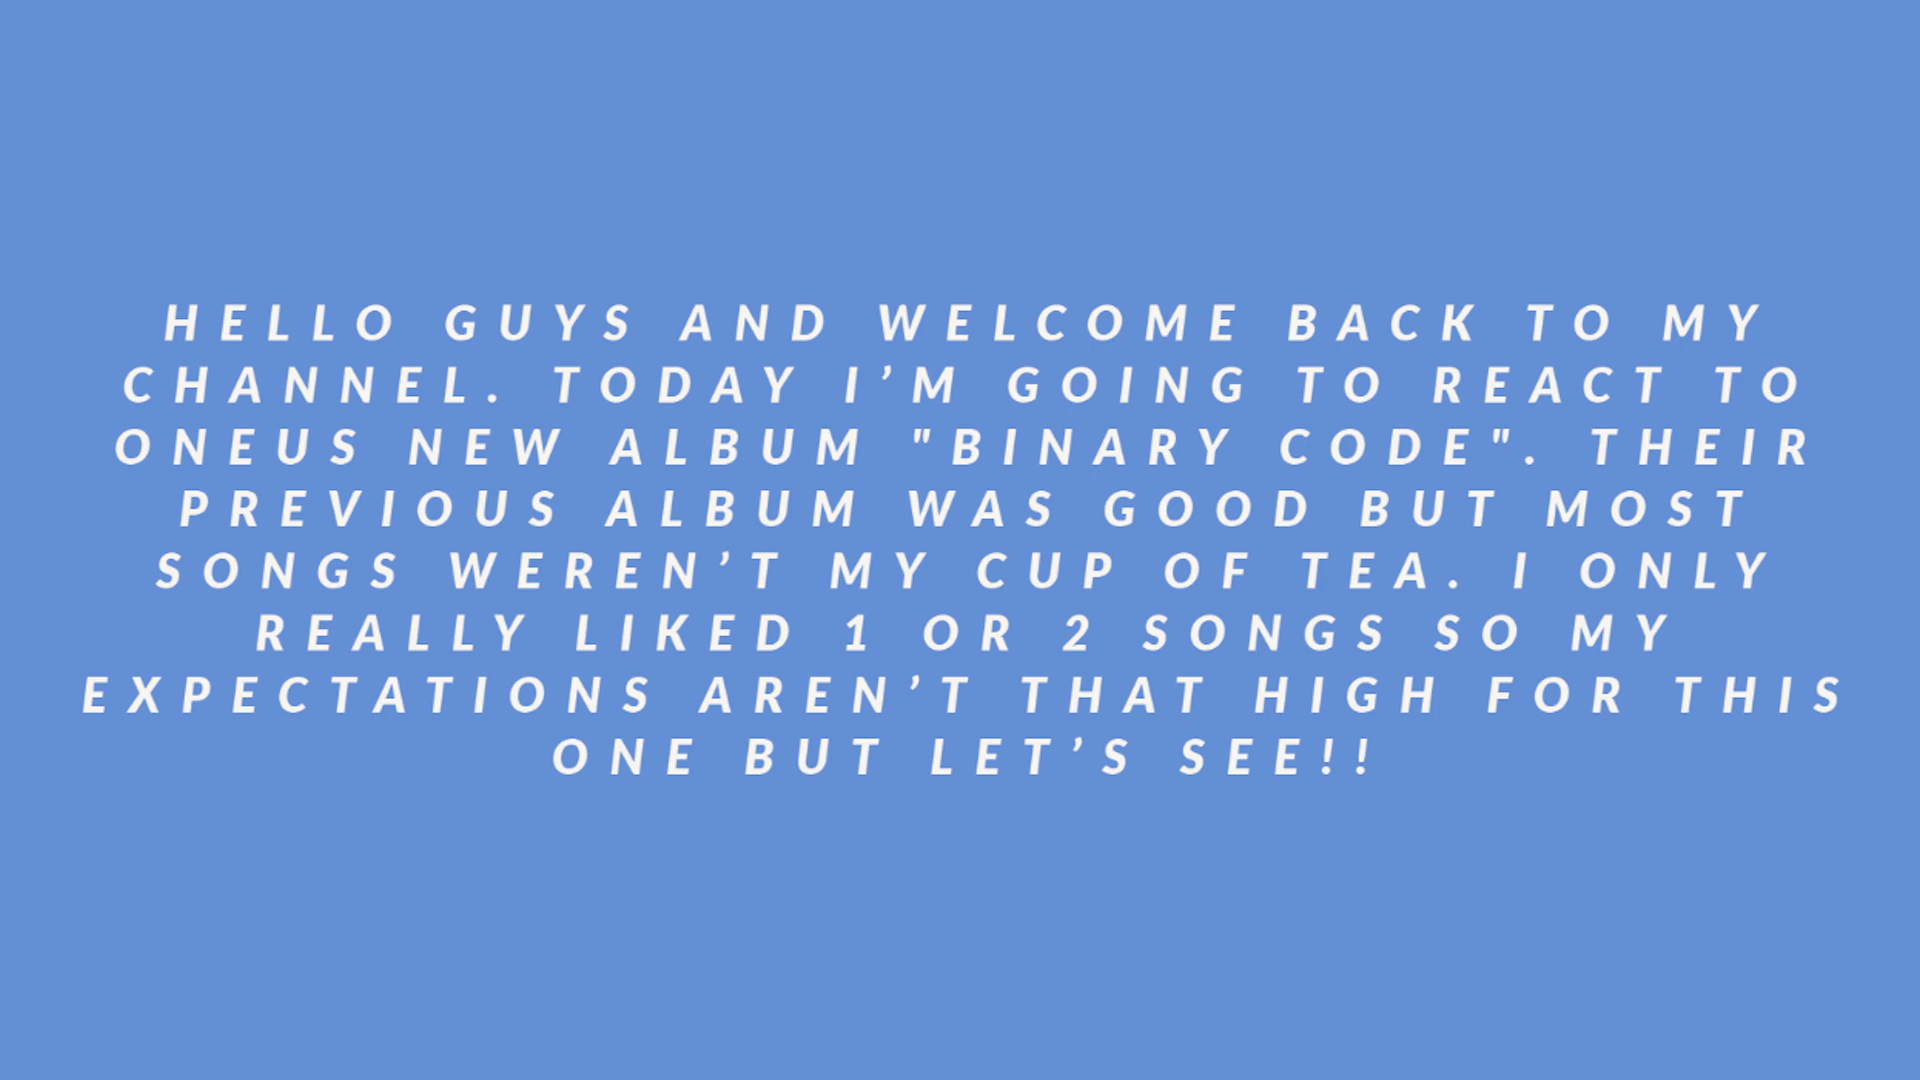 HELLO GUYS AND WELCOME BACK TO MY
CHANNEL. TODAY I’M GOING TO REACT TO
ONEUS NEW ALBUM "BINARY CODE". THEIR
PREVIOUS ALBUM WAS GOOD BUT MOST
SONGS WEREN’T MY CUP OF TEA. I ONLY
REALLY LIKED 1 OR 2 SONGS SO MY
EXPECTATIONS AREN’T THAT HIGH FOR THIS
ONE BUT LET’S SEE!!